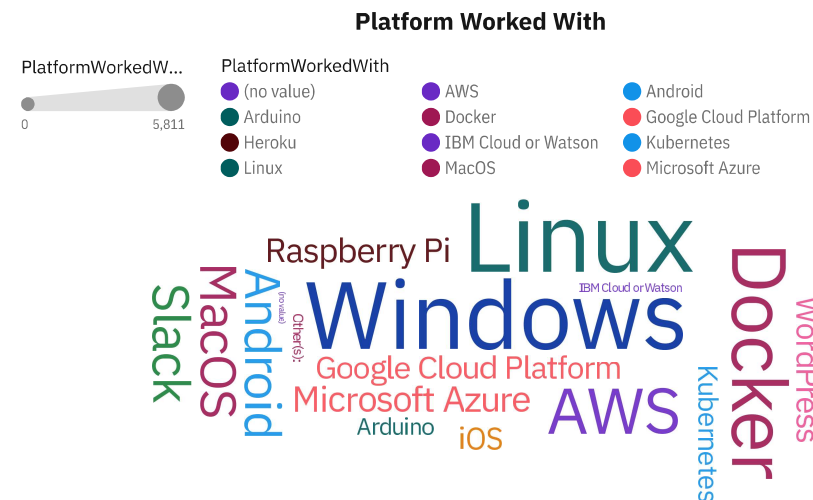 Platform Worked With
PlatformWorkedW...
PlatformWorkedWith
0
5,811
(no value)
AWS
Android
Arduino
Docker
Google Cloud Platform
Heroku
IBM Cloud or Watson
Kubernetes
Linux
MacOS
Microsoft Azure
Linux
Raspberry Pi
Docker
Slack
MacOS
Android
(no value)
Windows
IBM Cloud or Watson
WordPress
Other(s):
Google Cloud Platform
Kubernetes
Microsoft Azure
AWS
Arduino
iOS